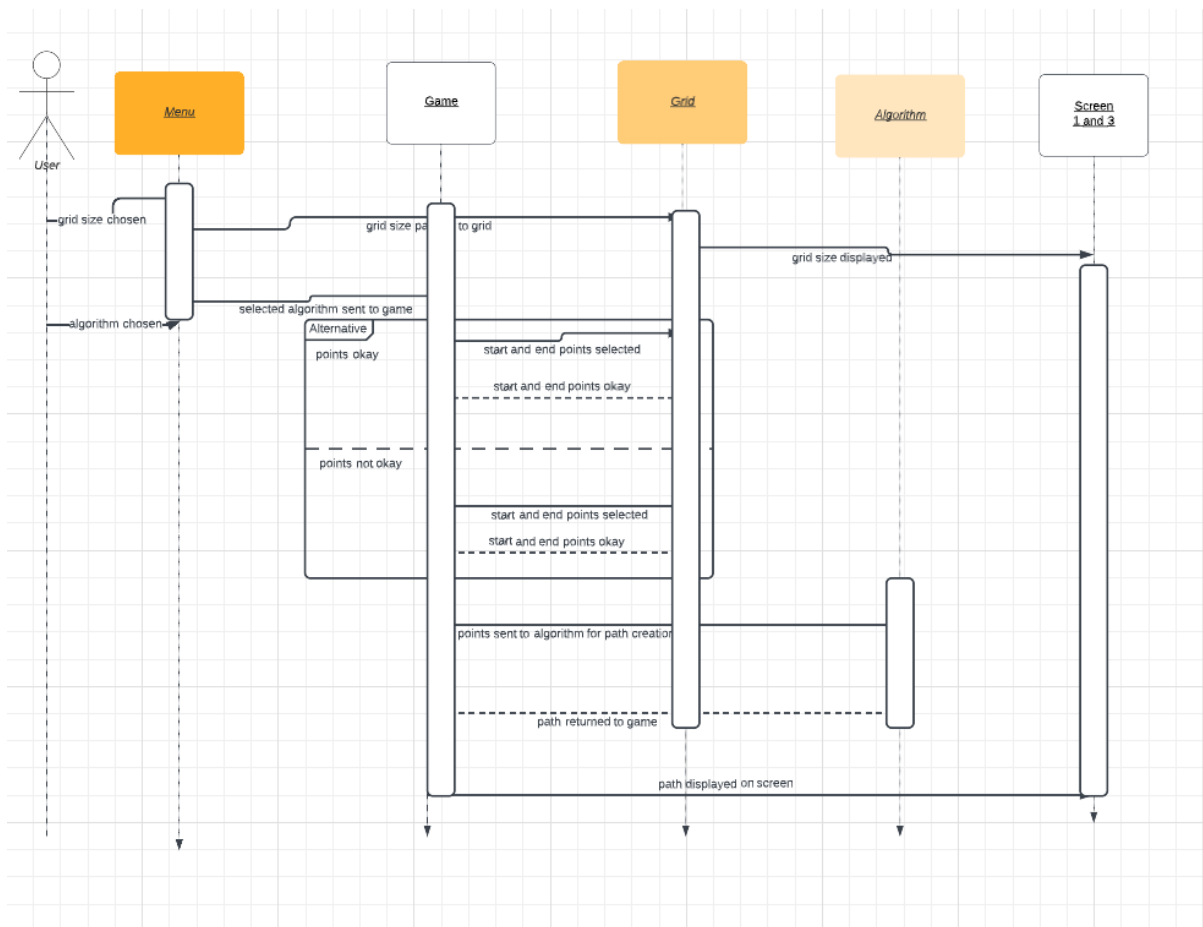 User
Menu
Game
Grid
Algorithm
Screen
1 and 3
grid size chosen
grid size pa to grid
grid size displayed
selected algorithm sent to game
algorithm chosen
Alternative
points okay
start and end points selected
start and end points okay
points not okay
start and end points selected
start and end points okay
points sent to algorithm for path creation
path returned to game
path displayed on screen